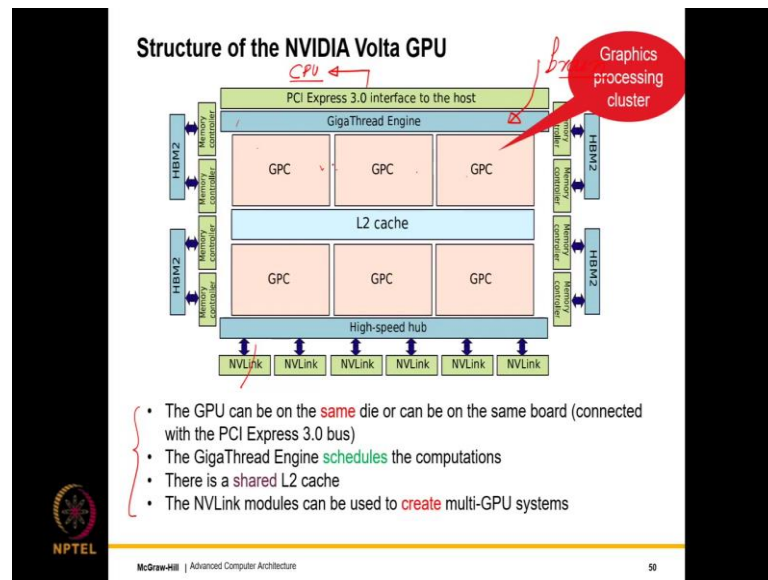 Structure of the NVIDIA Volta GPU
CPU
Graphics
processing
cluster
PCI Express 3.0 interface to the host
GigaThread Engine
HBM2
Memory controller
Memory controller
GPC
GPC
GPC
Memory controller
Memory controller
HBM2
L2 cache
HBM2
Memory controller
Memory controller
GPC
GPC
GPC
Memory controller
Memory controller
HBM2
High-speed hub
NVLink
NVLink
NVLink
NVLink
NVLink
NVLink
• The GPU can be on the same die or can be on the same board (connected
with the PCI Express 3.0 bus)
• The GigaThread Engine schedules the computations
• There is a shared L2 cache
• The NVLink modules can be used to create multi-GPU systems
NPTEL
McGraw-Hill | Advanced Computer Architecture
50